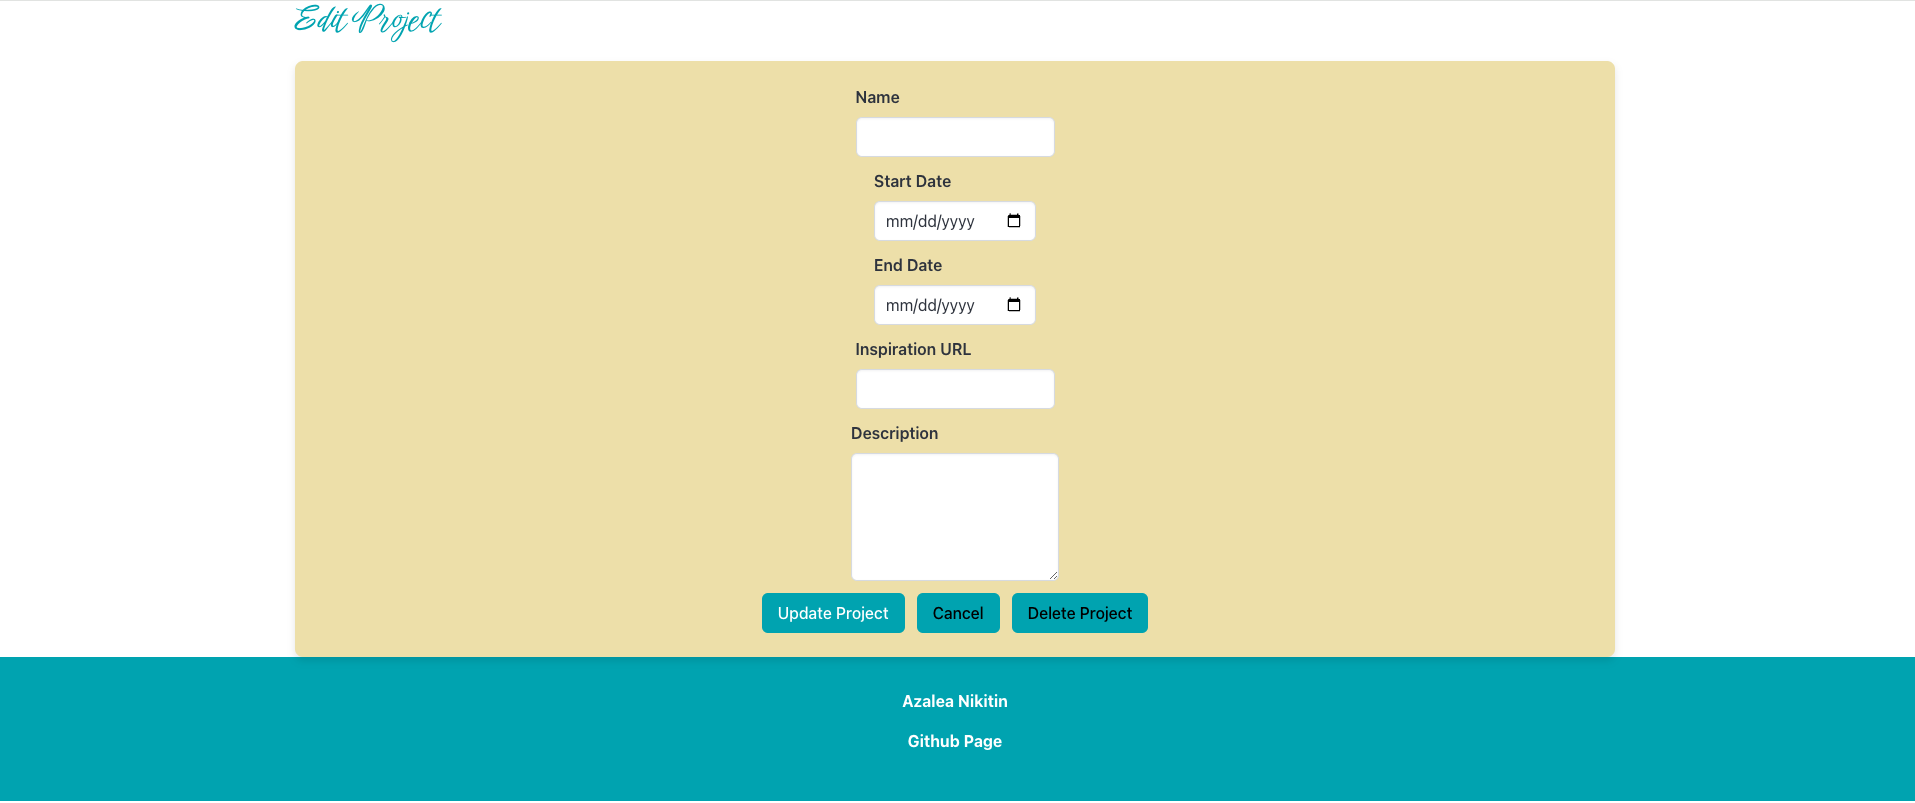 Edit Project
Name
Start Date
mm/dd/yyyy
End Date
mm/dd/yyyy
Inspiration URL
Description
Update Project Cancel Delete Project
Azalea Nikitin
Github Page